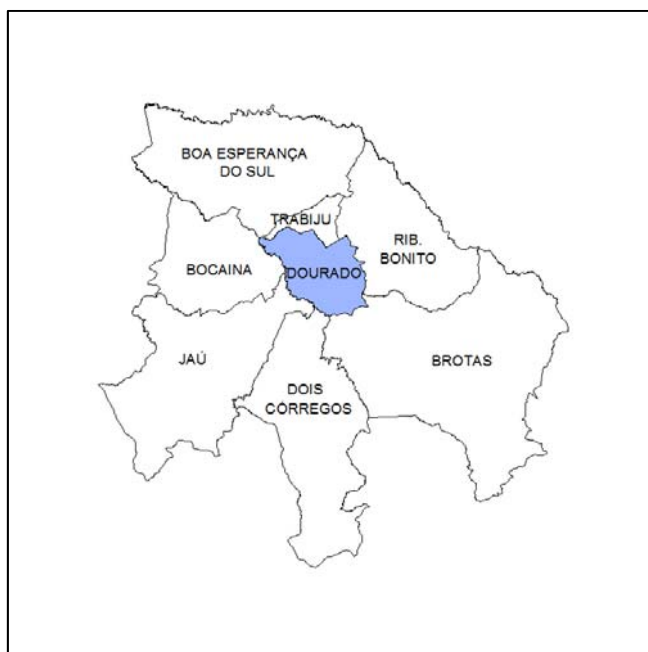 BOA ESPERANÇA
DO SUL
TRABIJU
RIB.
BONITO
BOCAINA
DOURADO
JAÚ
BROTAS
DOIS
CÓRREGOS